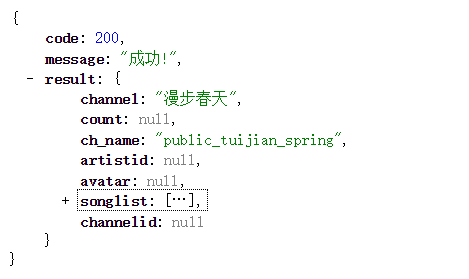 {
code: 200,
message: "成功!",
- result: {
channel: "漫步春天",
count: null,
ch_name: "public_tuijian_spring",
artistid: null,
avatar: null,
+ songlist: […],
channelid: null
}
}